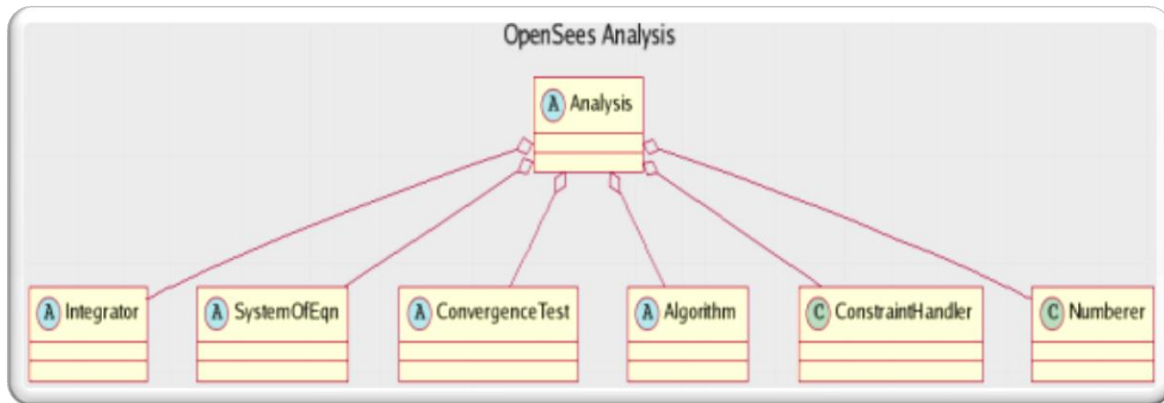 OpenSees Analysis
A Analysis
A Integrator
A SystemOfEqn
A ConvergenceTest
A Algorithm
C ConstraintHandler
C Numberer